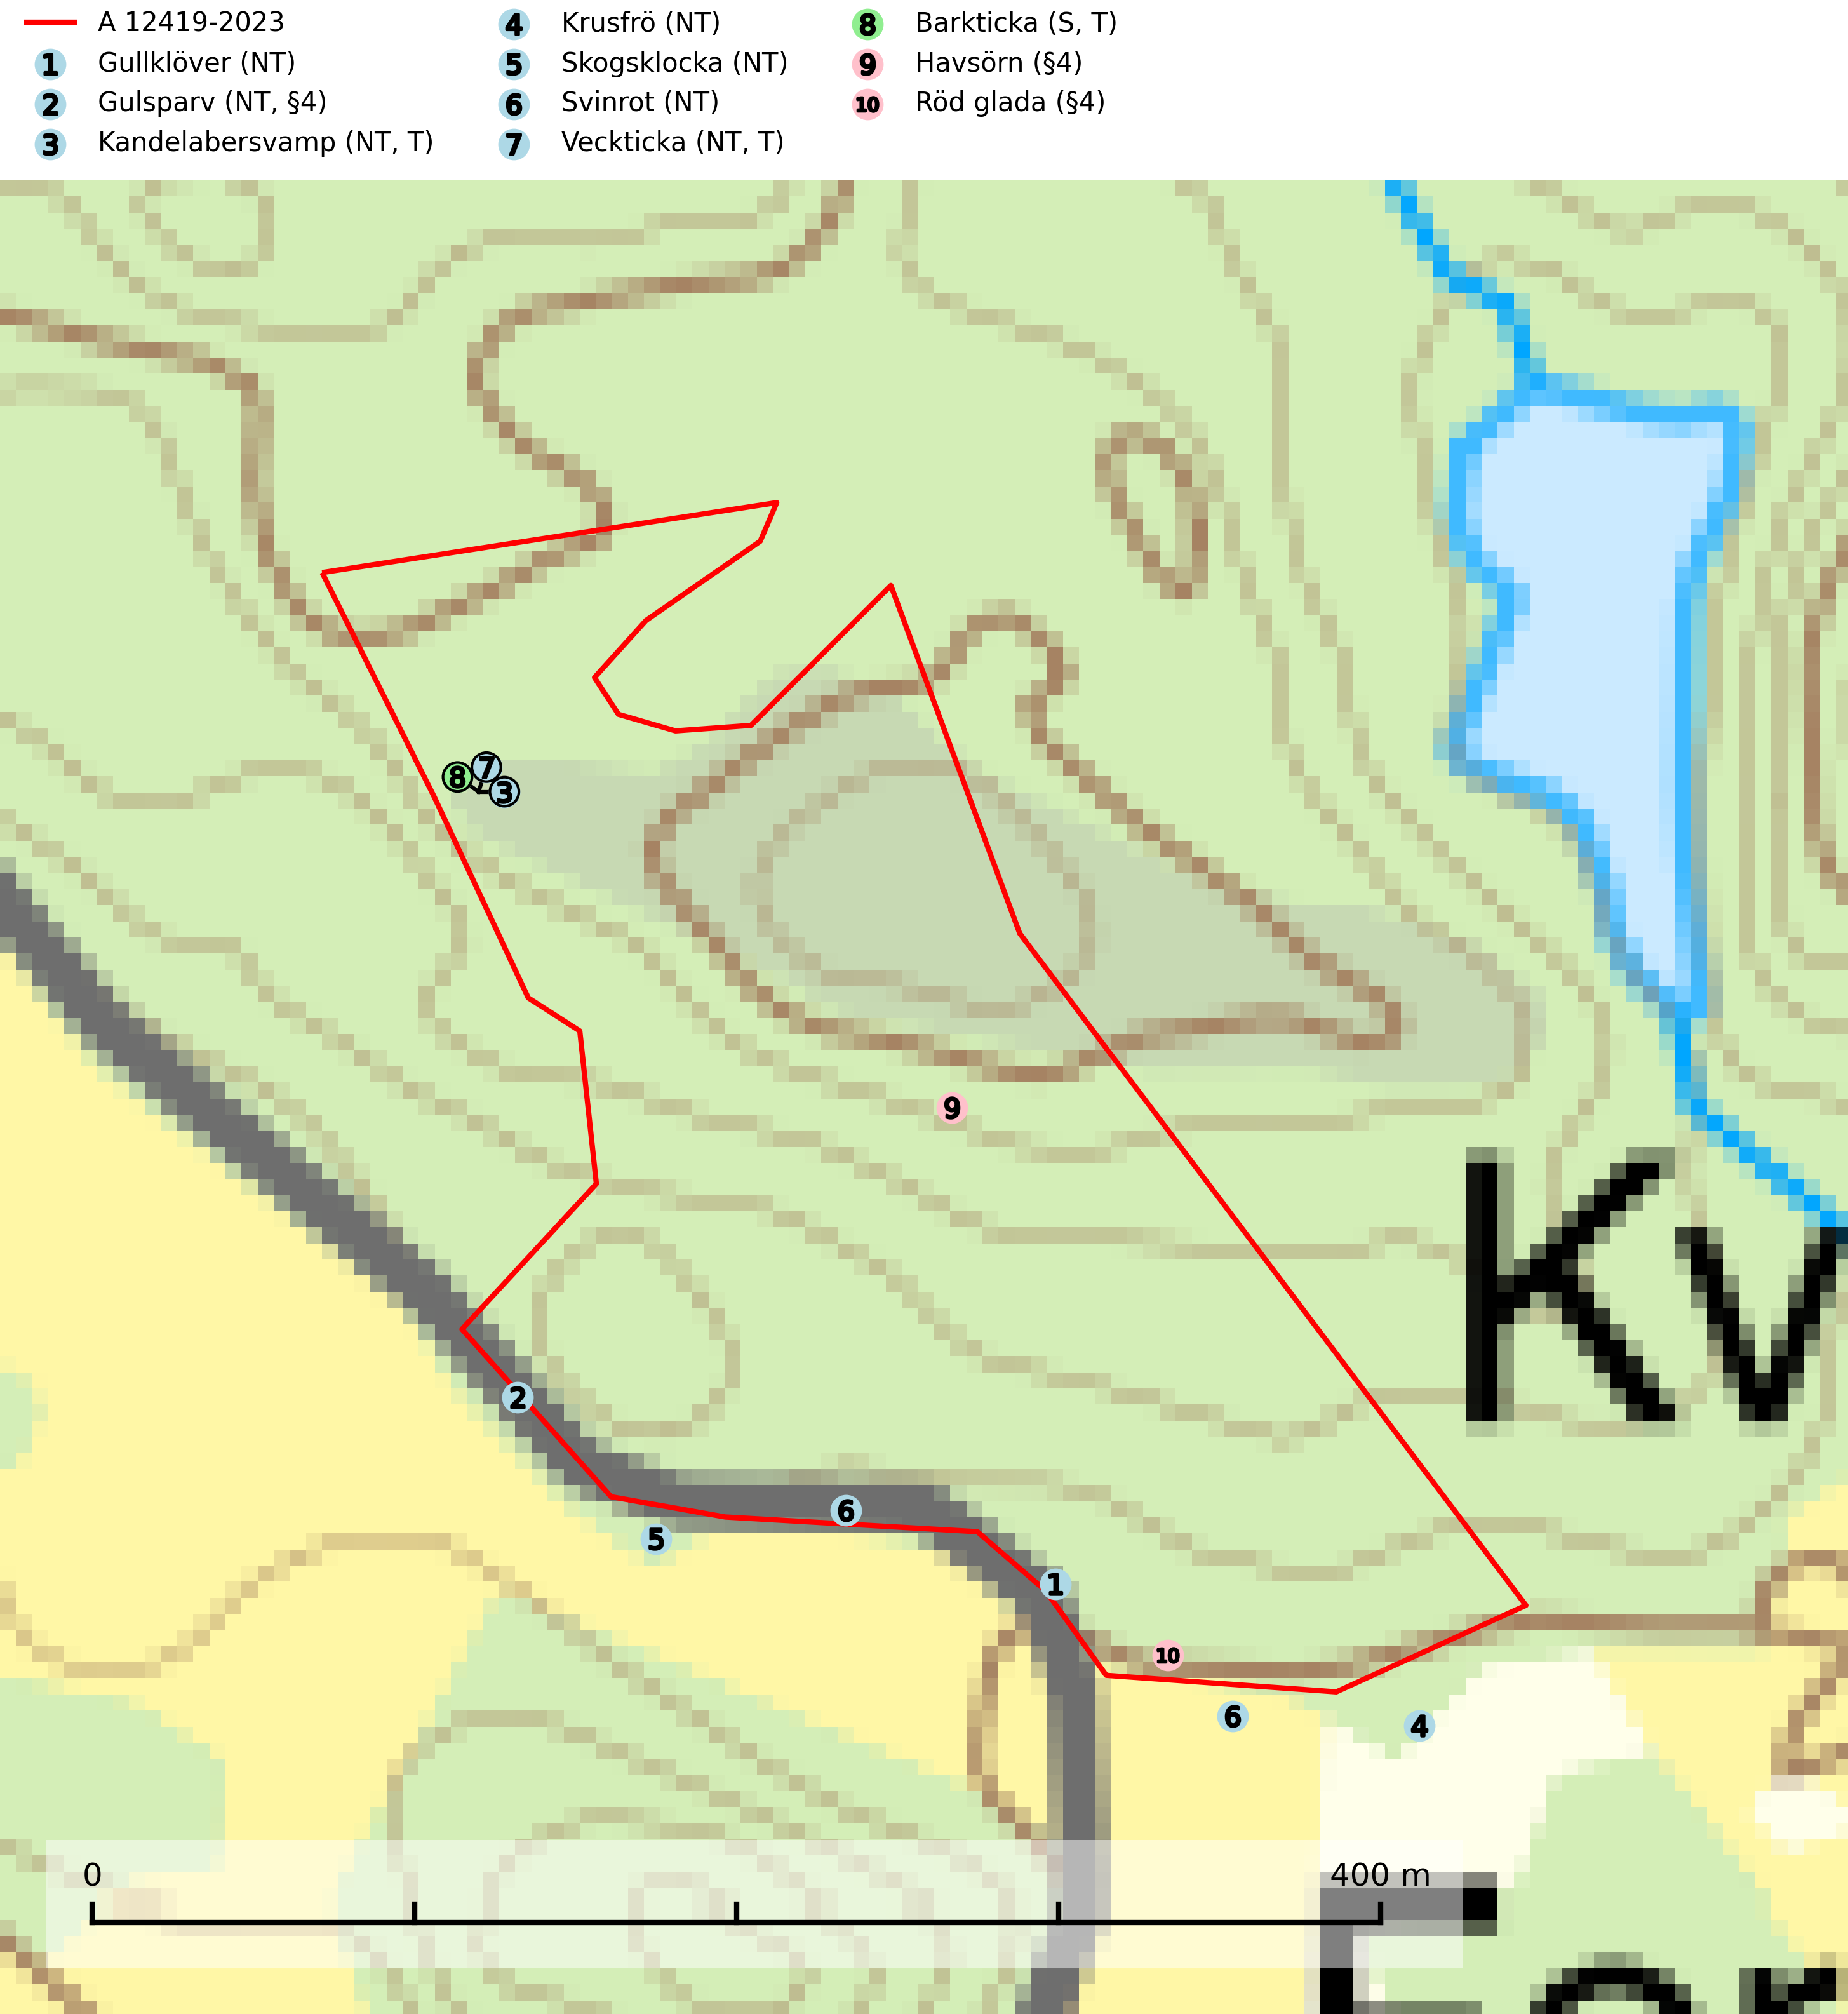 A 12419-2023
1 Gullklöver (NT)
2 Gulsparv (NT, §4)
3 Kandelabersvamp (NT, T)
4 Krusfrö (NT)
5 Skogsklocka (NT)
6 Svinrot (NT)
7 Veckticka (NT, T)
8 Barkticka (S, T)
9 Havsörn (§4)
10 Röd glada (§4)
8 7
3
9
Kv
2
6
5
1
10
6
4
0 400 m